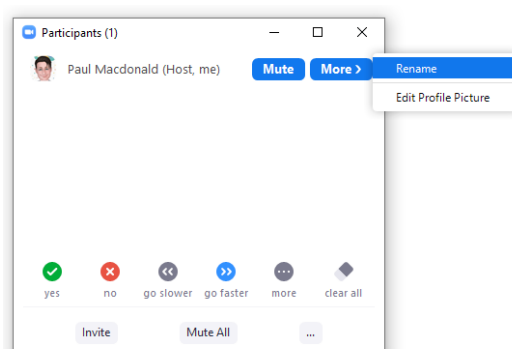 Participants (1)
Paul Macdonald (Host, me) Mute More >
Rename
Edit Profile Picture
yes no go slower go faster more clear all
Invite Mute All ...